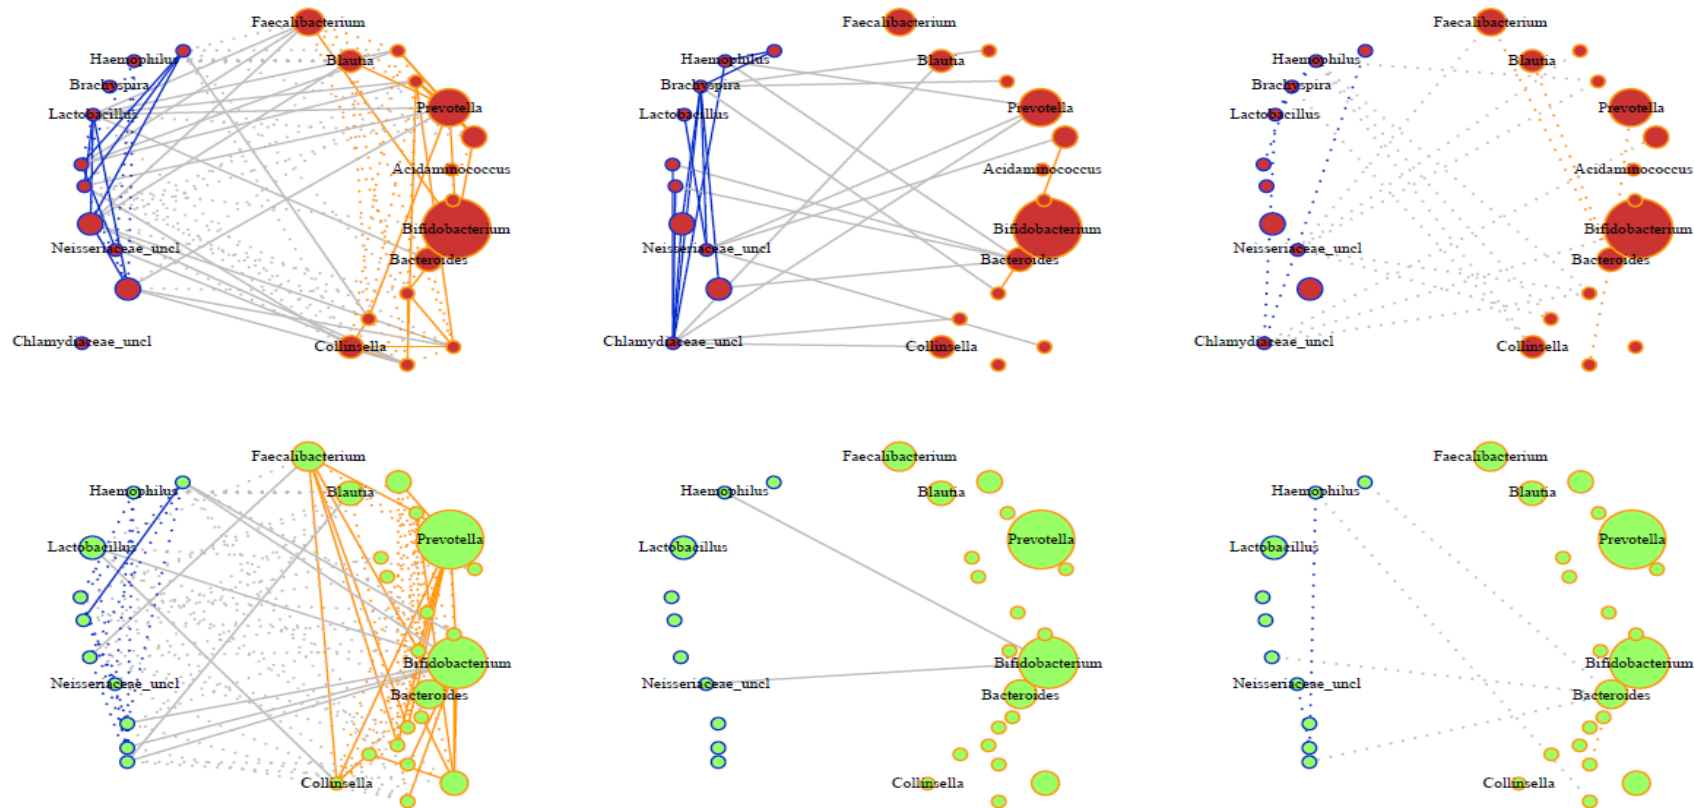 Faecalibacterium
Haemophilus
Blautia
Brachyspira
Lactobacillus
Prevotella
Acidaminococcus
Bifidobacterium
Neisseriaceae_uncl
Bacteroides
Chlamydiaceae_uncl
Collinsella
Faecalibacterium
Haemophilus
Blautia
Brachyspira
Lactobacillus
Prevotella
Acidaminococcus
Bifidobacterium
Neisseriaceae_uncl
Bacteroides
Chlamydiaceae_uncl
Collinsella
Faecalibacterium
Haemophilus
Blautia
Brachyspira
Lactobacillus
Prevotella
Acidaminococcus
Bifidobacterium
Neisseriaceae_uncl
Bacteroides
Chlamydiaceae_uncl
Collinsella
Faecalibacterium
Haemophilus
Blautia
Lactobacillus
Prevotella
Bifidobacterium
Neisseriaceae_uncl
Bacteroides
Collinsella
Faecalibacterium
Haemophilus
Blautia
Lactobacillus
Prevotella
Bifidobacterium
Neisseriaceae_uncl
Bacteroides
Collinsella
Faecalibacterium
Haemophilus
Blautia
Lactobacillus
Prevotella
Bifidobacterium
Neisseriaceae_uncl
Bacteroides
Collinsella